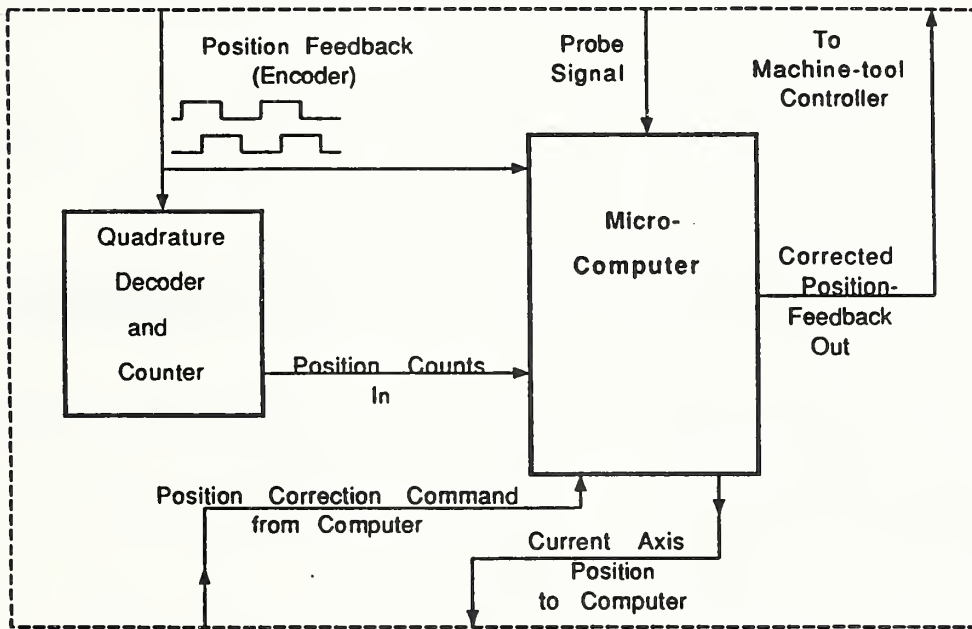 Position Feedback
(Encoder)
Probe
Signal
To
Machine-tool
Controller
Quadrature
Decoder
and
Counter
Micro-
Computer
Corrected
Position-
Feedback
Out
Position Counts
In
Position Correction Command
from Computer
Current Axis
Position
to Computer